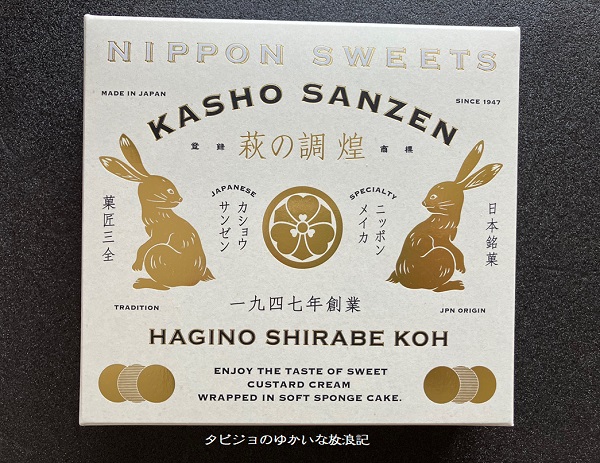 NIPPON SWEETS
MADE IN JAPAN
SINCE 1947
KASHO SANZEN
登録 萩の調 煌 商標
JAPANESE
SPECIALTY
菓匠三全
カショウ
サンゼン
ニッポン
メイカ
日本銘菓
一九四七年創業
TRADITION
JPN ORIGIN
HAGINO SHIRABE KOH
ENJOY THE TASTE OF SWEET
CUSTARD CREAM
WRAPPED IN SOFT SPONGE CAKE.
タビジョのゆかいな放浪記